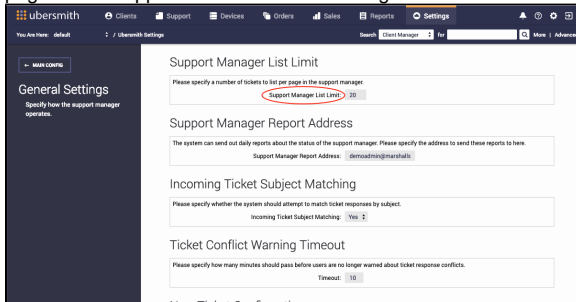 ubersmith Clients Support Devices Orders Sales Reports Settings
You Are Here: default / Ubersmith Settings Search Client Manager for More | Advance
← MAIN CONFIG
General Settings
Specify how the support manager
operates.
Support Manager List Limit
Please specify a number of tickets to list per page in the support manager.
Support Manager List Limit: 20
Support Manager Report Address
The system can send out daily reports about the status of the support manager. Please specify the address to send these reports to here.
Support Manager Report Address: demoadmin@marshalls
Incoming Ticket Subject Matching
Please specify whether the system should attempt to match ticket responses by subject.
Incoming Ticket Subject Matching: Yes
Ticket Conflict Warning Timeout
Please specify how many minutes should pass before users are no longer warned about ticket response conflicts.
Timeout: 10